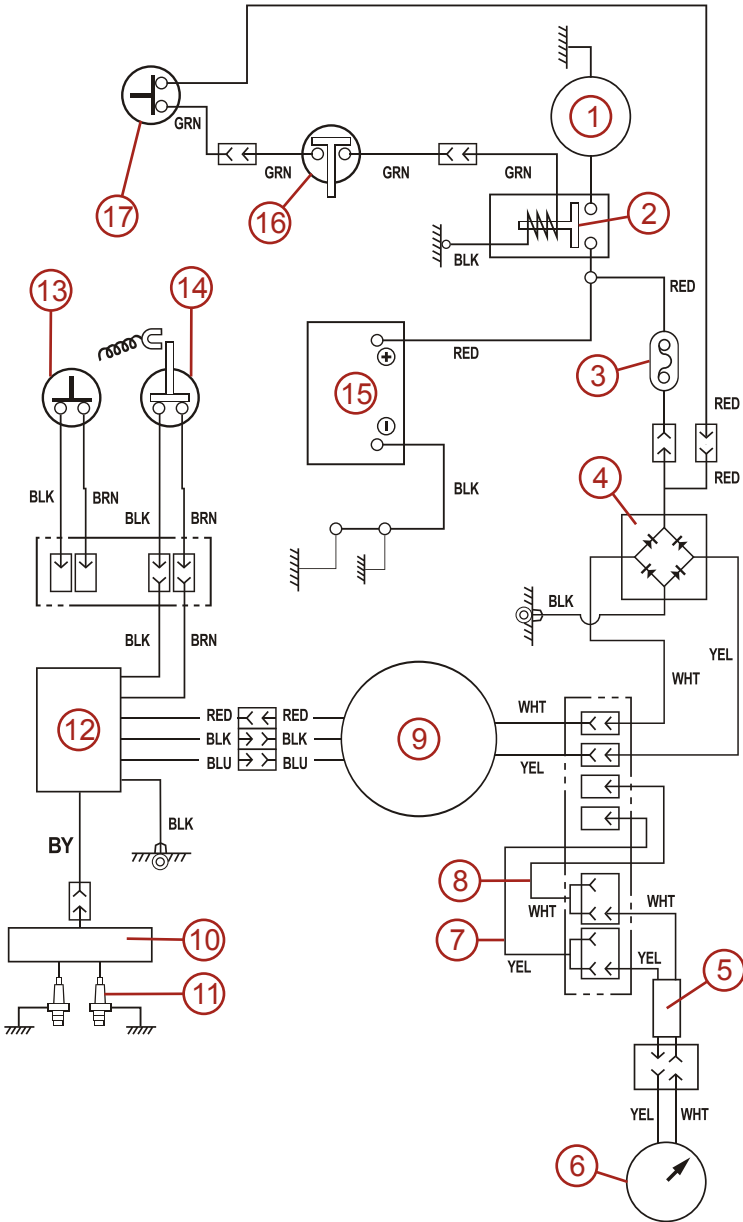 1
GRN
GRN
GRN
GRN
17
16
2
BLK
13
14
RED
RED
3
15
+
−
RED
4
RED
BLK
BRN
BLK
BRN
BLK
BLK
YEL
BLK
BRN
WHT
12
RED
RED
9
WHT
BLK
BLK
BLU
BLU
YEL
BLK
BY
8
WHT
WHT
10
7
YEL
YEL
11
5
YEL
WHT
6